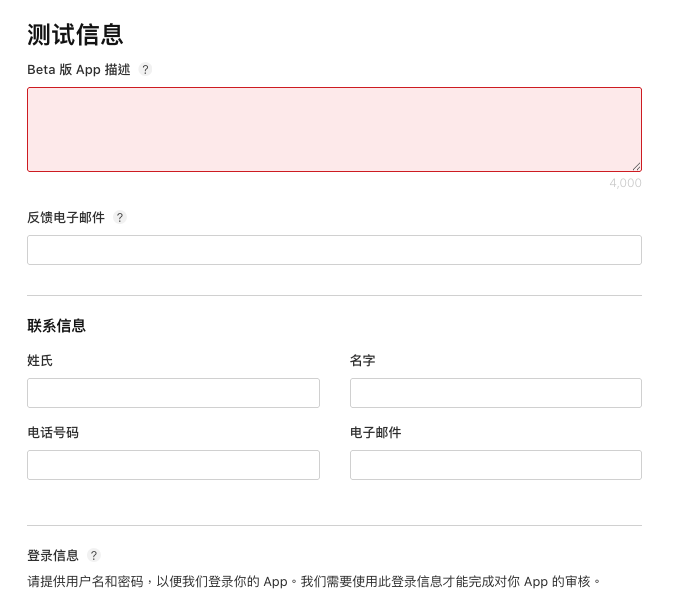 测试信息
Beta 版 App 描述 ?
4,000
反馈电子邮件 ?
联系信息
姓氏 名字
电话号码 电子邮件
登录信息 ?
请提供用户名和密码，以便我们登录你的 App。我们需要使用此登录信息才能完成对你 App 的审核。